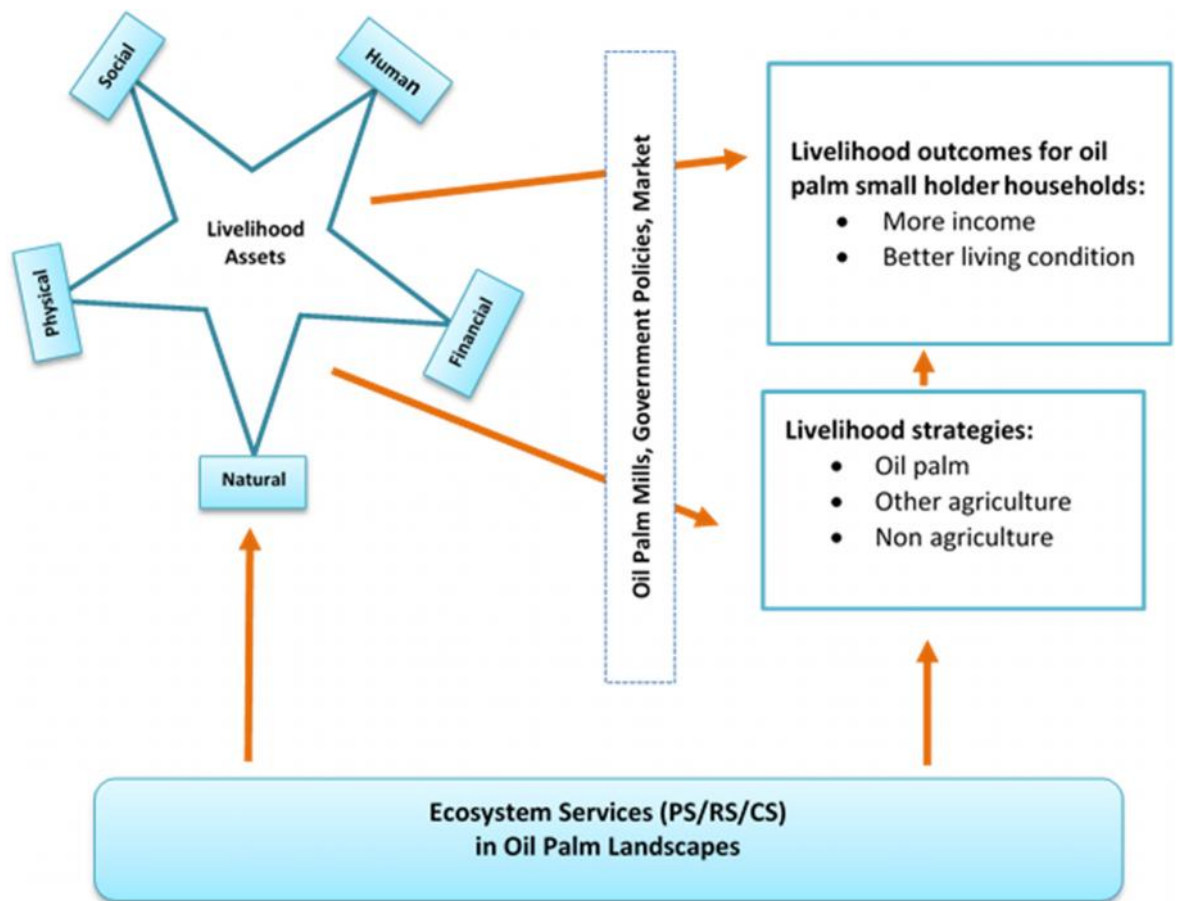 Social
Human
Livelihood
Assets
Physical
Financial
Natural
Oil Palm Mills, Government Policies, Market
Livelihood outcomes for oil
palm small holder households:
• More income
• Better living condition
Livelihood strategies:
• Oil palm
• Other agriculture
• Non agriculture
Ecosystem Services (PS/RS/CS)
in Oil Palm Landscapes